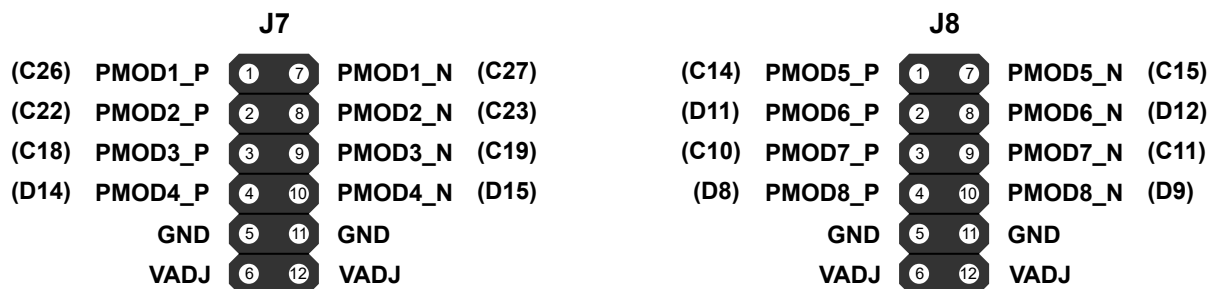 J7
(C26) PMOD1_P 1 7 PMOD1_N (C27)
(C22) PMOD2_P 2 8 PMOD2_N (C23)
(C18) PMOD3_P 3 9 PMOD3_N (C19)
(D14) PMOD4_P 4 10 PMOD4_N (D15)
GND 5 11 GND
VADJ 6 12 VADJ
J8
(C14) PMOD5_P 1 7 PMOD5_N (C15)
(D11) PMOD6_P 2 8 PMOD6_N (D12)
(C10) PMOD7_P 3 9 PMOD7_N (C11)
(D8) PMOD8_P 4 10 PMOD8_N (D9)
GND 5 11 GND
VADJ 6 12 VADJ